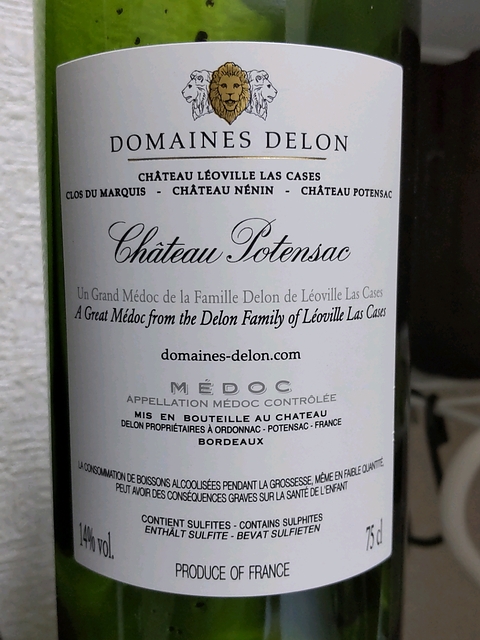 DOMAINES DELON
CHÂTEAU LÉOVILLE LAS CASES
CLOS DU MARQUIS - CHÂTEAU NÉNIN - CHÂTEAU POTENSAC
Château Potensac
Un Grand Médoc de la Famille Delon de Léoville Las Cases
A Great Médoc from the Delon Family of Léoville Las Cases
domaines-delon.com
MÉDOC
APPELLATION MÉDOC CONTRÔLÉE
MIS EN BOUTEILLE AU CHATEAU
DELON PROPRIÉTAIRES À ORDONNAC - POTENSAC - FRANCE
BORDEAUX
LA CONSOMMATION DE BOISSONS ALCOOLISÉES PENDANT LA GROSSESSE, MÊME EN FAIBLE QUANTITÉ,
PEUT AVOIR DES CONSÉQUENCES GRAVES SUR LA SANTÉ DE L'ENFANT
CONTIENT SULFITES - CONTAINS SULPHITES
ENTHÄLT SULFITE - BEVAT SULFIETEN
14% vol.
75 cl
PRODUCE OF FRANCE